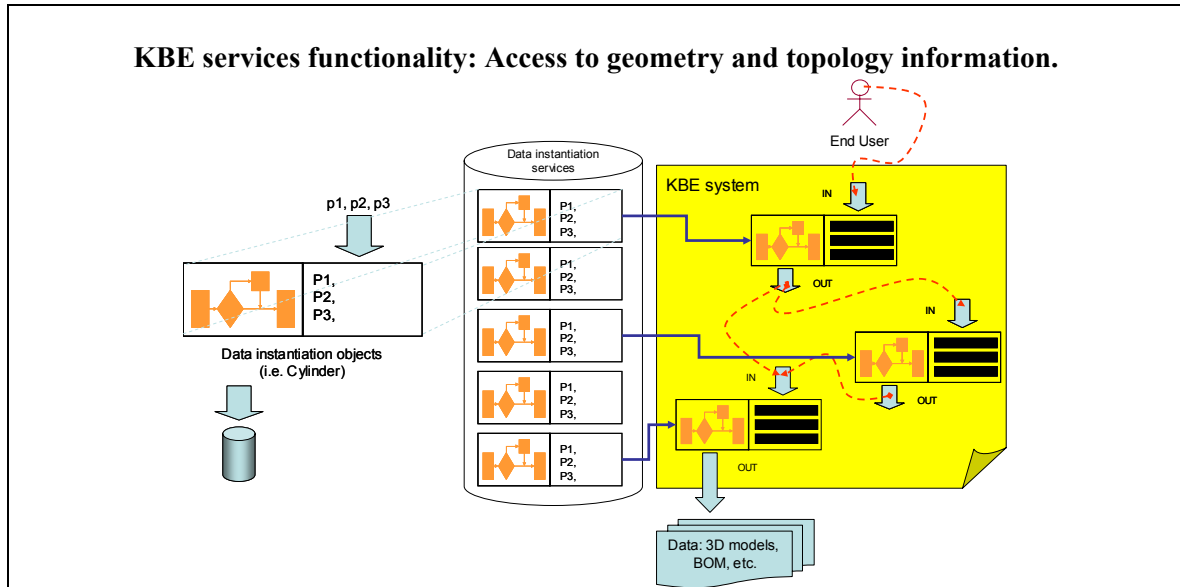 KBE services functionality: Access to geometry and topology information.
End User
Data instantiation
services
KBE system
IN
p1, p2, p3
P1,
P2,
P3,
P1,
P2,
P3,
OUT
P1,
P2,
P3,
IN
P1,
P2,
P3,
Data instantiation objects
(i.e. Cylinder)
IN
OUT
P1,
P2,
P3,
P1,
P2,
P3,
OUT
Data: 3D models,
BOM, etc.